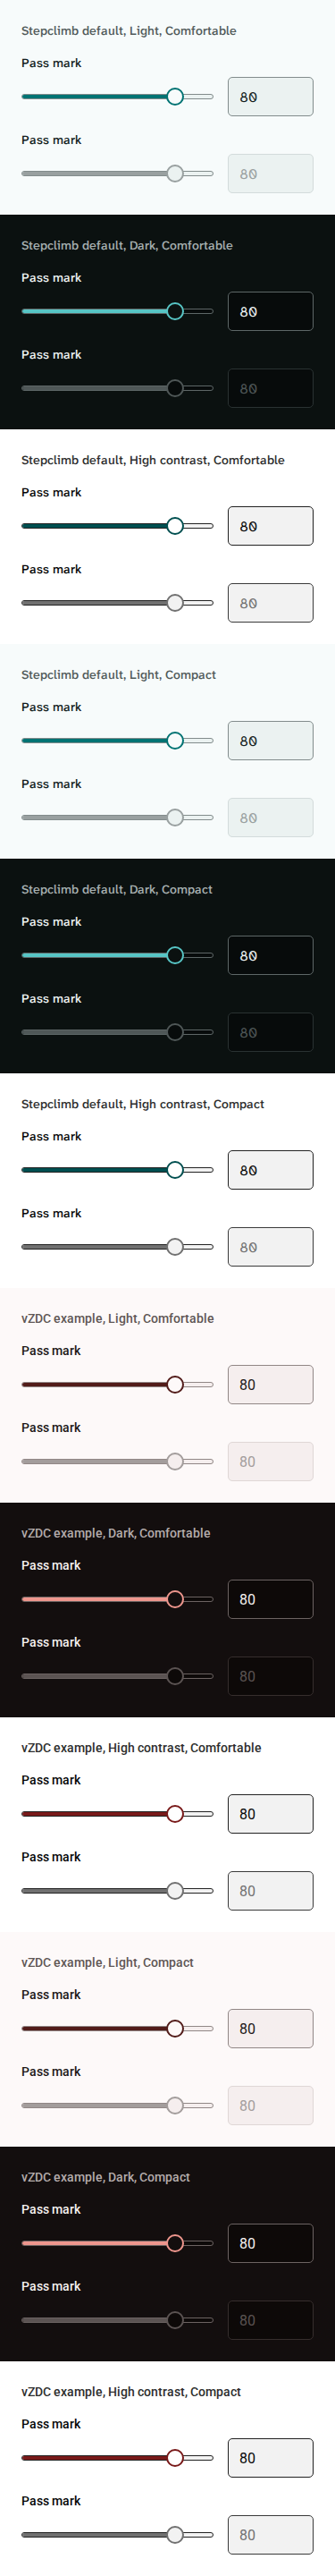 Stepclimb default, Light, Comfortable
Pass mark
80
Pass mark
80
Stepclimb default, Dark, Comfortable
Pass mark
80
Pass mark
80
Stepclimb default, High contrast, Comfortable
Pass mark
80
Pass mark
80
Stepclimb default, Light, Compact
Pass mark
80
Pass mark
80
Stepclimb default, Dark, Compact
Pass mark
80
Pass mark
80
Stepclimb default, High contrast, Compact
Pass mark
80
Pass mark
80
vZDC example, Light, Comfortable
Pass mark
80
Pass mark
80
vZDC example, Dark, Comfortable
Pass mark
80
Pass mark
80
vZDC example, High contrast, Comfortable
Pass mark
80
Pass mark
80
vZDC example, Light, Compact
Pass mark
80
Pass mark
80
vZDC example, Dark, Compact
Pass mark
80
Pass mark
80
vZDC example, High contrast, Compact
Pass mark
80
Pass mark
80